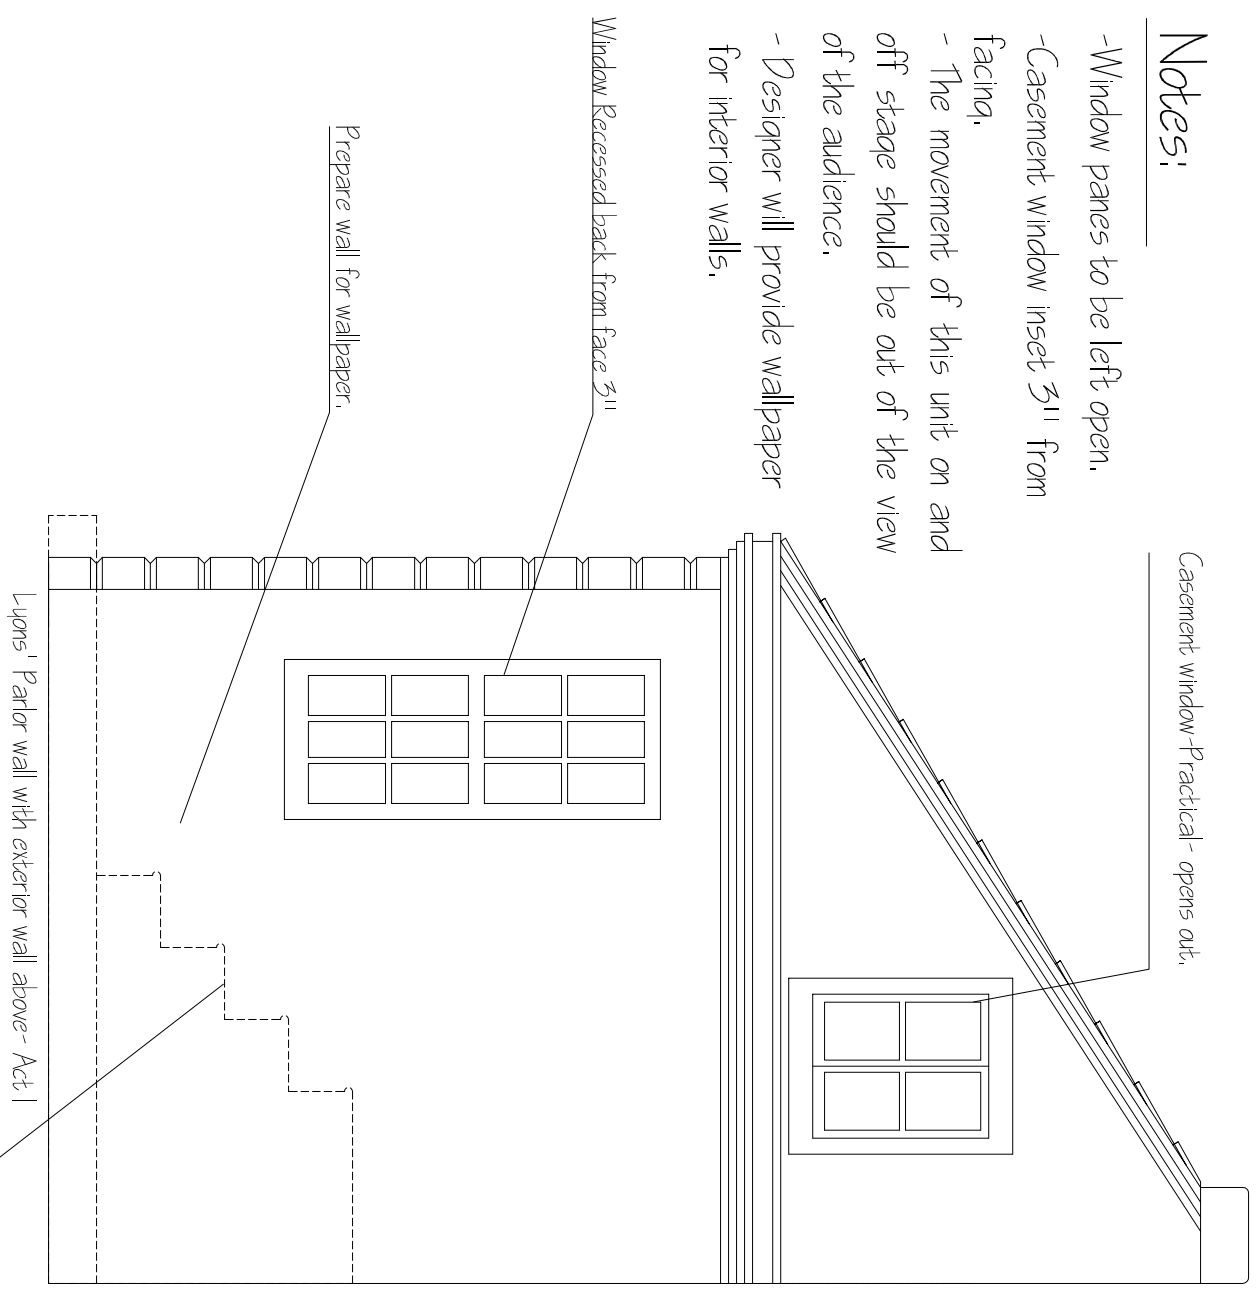 Notes:
-Window panes to be left open.
-Casement window inset 3" from
facing.
- The movement of this unit on and
off stage should be out of the view
of the audience.
- Designer will provide wallpaper
for interior walls.
Casement window-Practical- opens out.
Window Recessed back from face 3"
Prepare wall for wallpaper.
Lyons' Parlor wall with exterior wall above- Act I